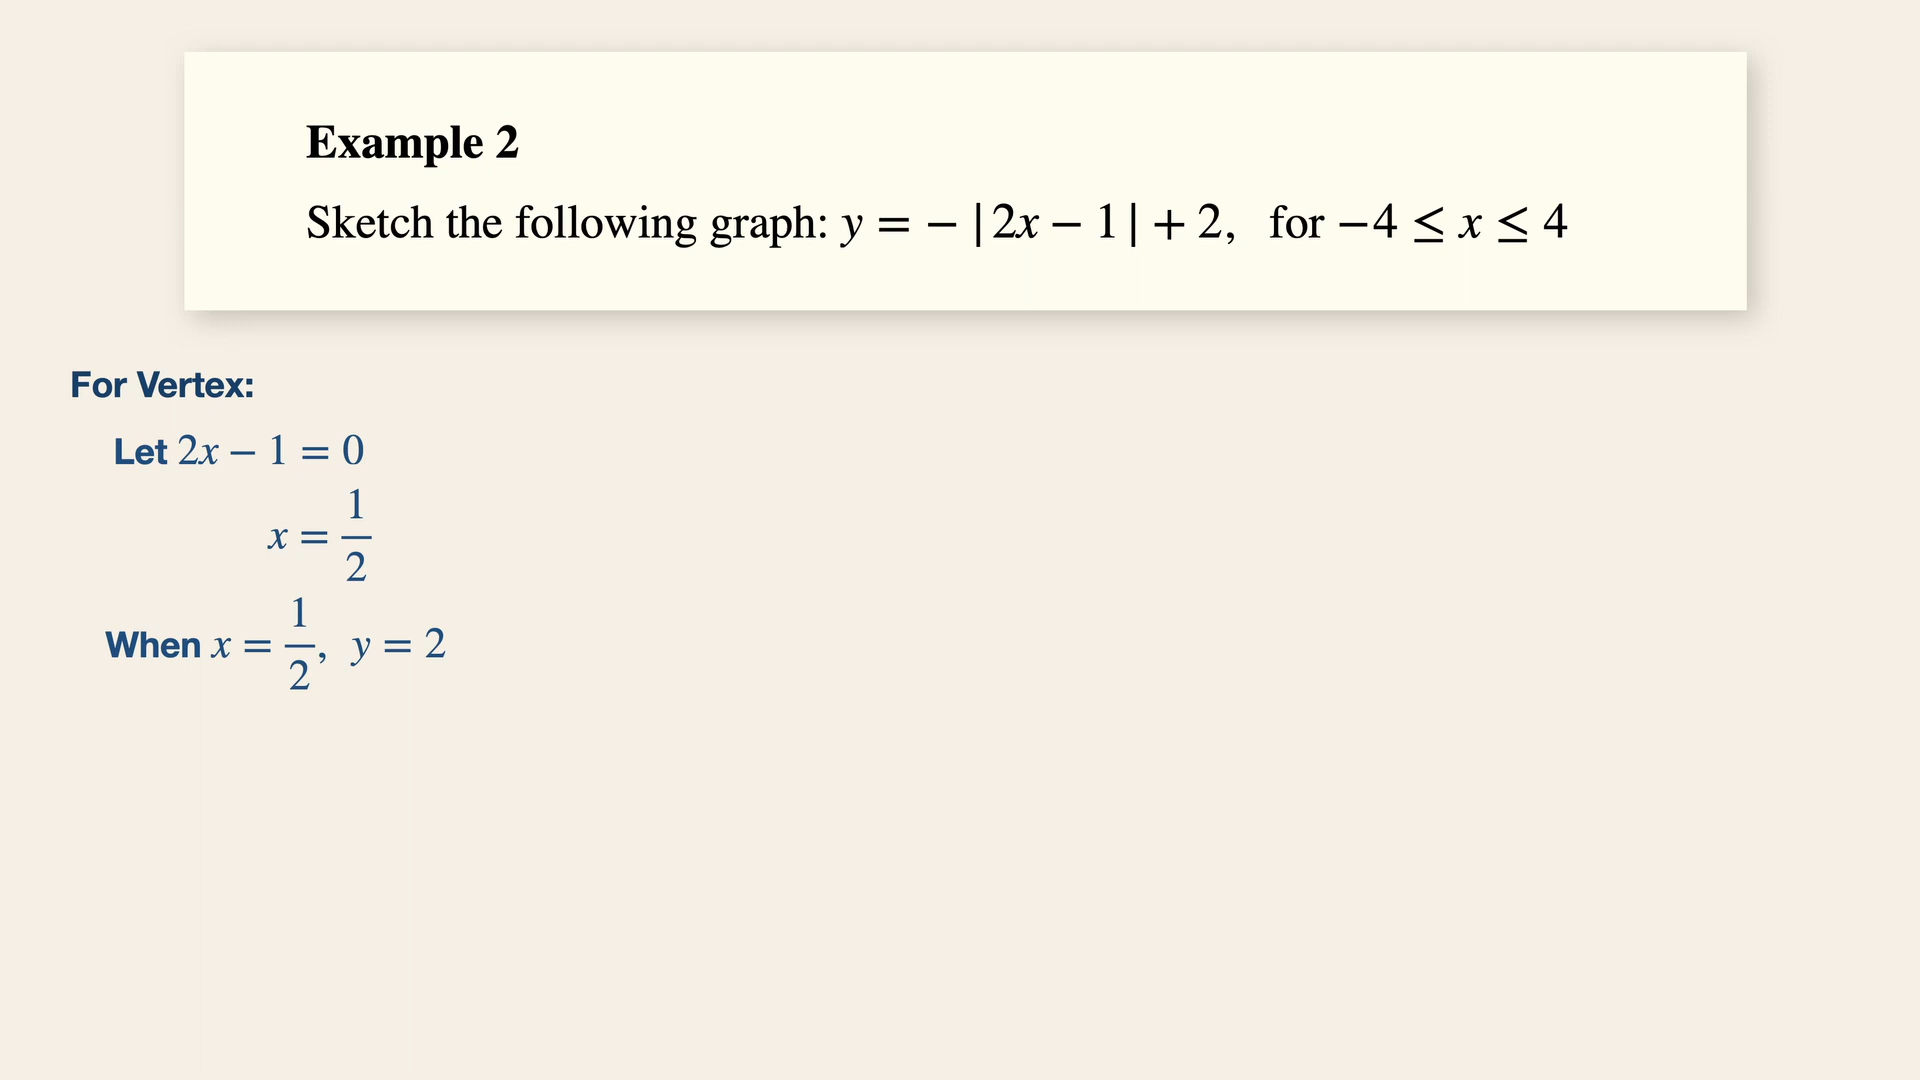 Example 2
Sketch the following graph: y = − |2x − 1| + 2, for −4 ≤ x ≤ 4
For Vertex:
Let 2x − 1 = 0
x = 1/2
When x = 1/2, y = 2